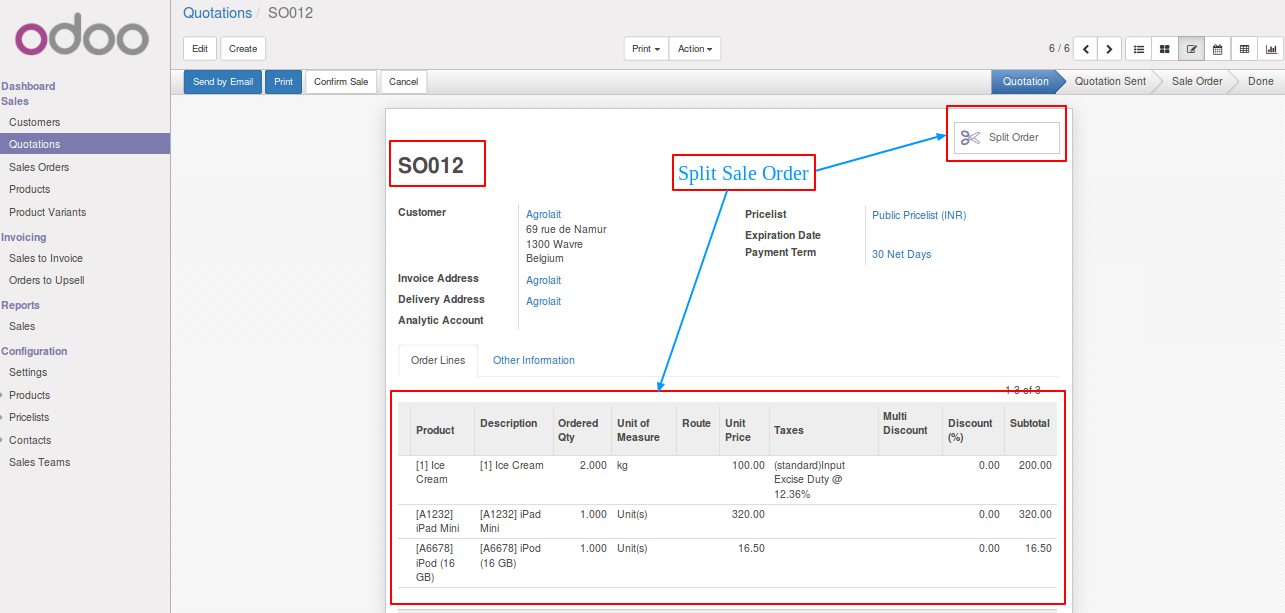 odoo
Dashboard
Sales
Customers
Quotations
Sales Orders
Products
Product Variants
Invoicing
Sales to Invoice
Orders to Upsell
Reports
Sales
Configuration
Settings
Products
Pricelists
Contacts
Sales Teams
Quotations / SO012
Edit Create Print Action 6 / 6
Send by Email Print Confirm Sale Cancel Quotation Quotation Sent Sale Order Done
Split Order
SO012
Split Sale Order
Customer
Agrolait
69 rue de Namur
1300 Wavre
Belgium
Invoice Address Agrolait
Delivery Address Agrolait
Analytic Account
Pricelist Public Pricelist (INR)
Expiration Date
Payment Term 30 Net Days
Order Lines Other Information
1-3 of 3
Product Description Ordered Qty Unit of Measure Route Unit Price Taxes Multi Discount Discount (%) Subtotal
[1] Ice Cream [1] Ice Cream 2.000 kg 100.00 (standard)Input Excise Duty @ 12.36% 0.00 200.00
[A1232] iPad Mini [A1232] iPad Mini 1.000 Unit(s) 320.00 0.00 320.00
[A6678] iPod (16 GB) [A6678] iPod (16 GB) 1.000 Unit(s) 16.50 0.00 16.50